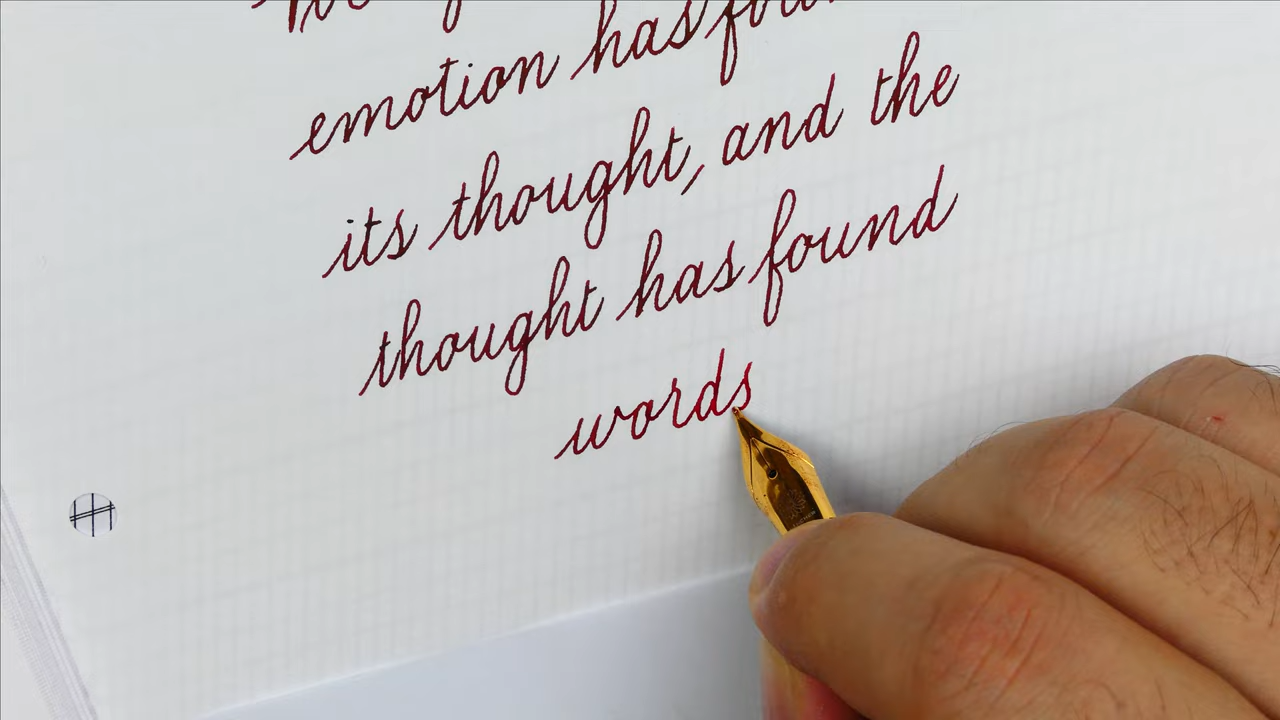 emotion has
its thought, and the
thought has found
words